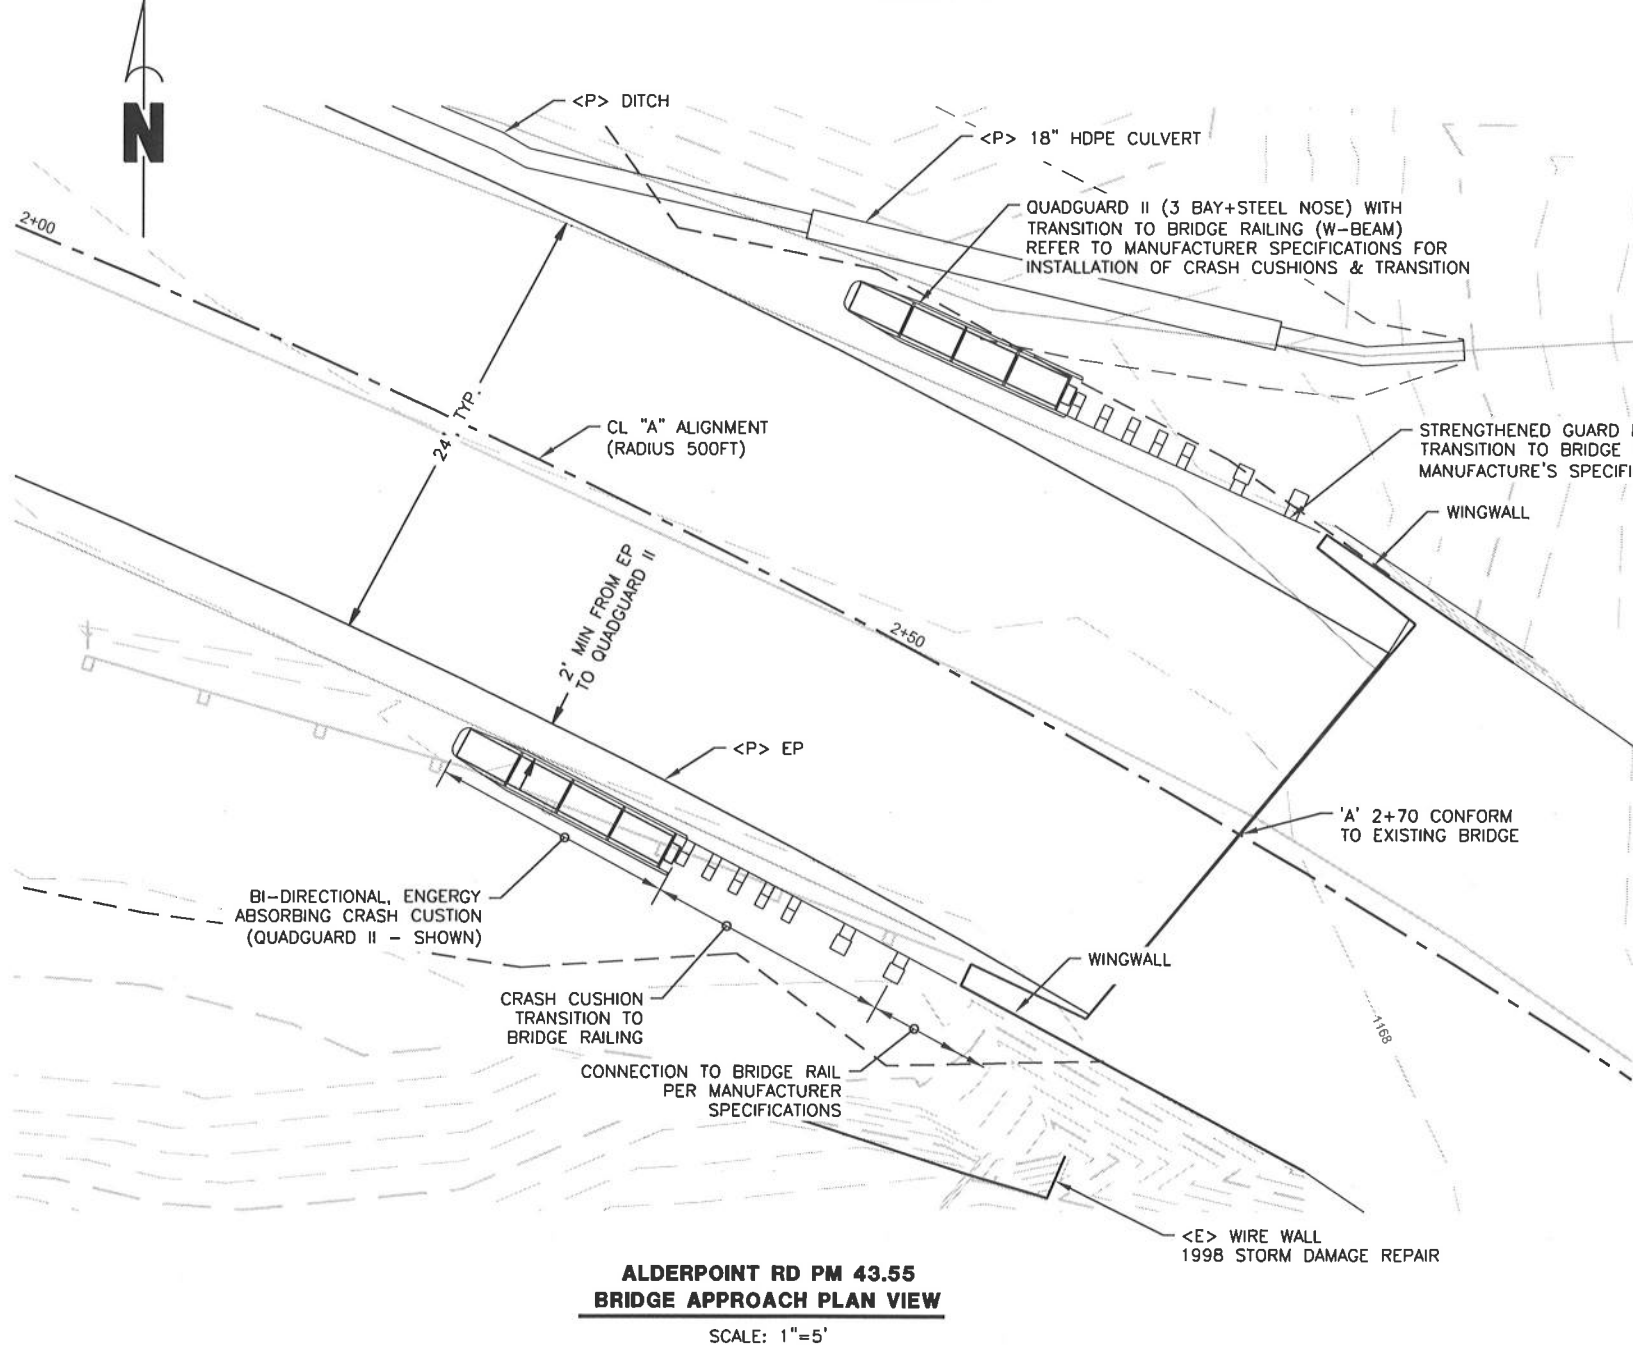 N
<P> DITCH
<P> 18" HDPE CULVERT
2+00
QUADGUARD II (3 BAY+STEEL NOSE) WITH
TRANSITION TO BRIDGE RAILING (W-BEAM)
REFER TO MANUFACTURER SPECIFICATIONS FOR
INSTALLATION OF CRASH CUSHIONS & TRANSITION
24' TYP.
CL "A" ALIGNMENT
(RADIUS 500FT)
STRENGTHENED GUARD
TRANSITION TO BRIDGE
MANUFACTURE'S SPECIFI
WINGWALL
2' MIN FROM EP
TO QUADGUARD II
2+50
<P> EP
'A' 2+70 CONFORM
TO EXISTING BRIDGE
BI-DIRECTIONAL, ENGERGY
ABSORBING CRASH CUSTION
(QUADGUARD II - SHOWN)
WINGWALL
CRASH CUSHION
TRANSITION TO
BRIDGE RAILING
1168
CONNECTION TO BRIDGE RAIL
PER MANUFACTURER
SPECIFICATIONS
<E> WIRE WALL
1998 STORM DAMAGE REPAIR
ALDERPOINT RD PM 43.55
BRIDGE APPROACH PLAN VIEW
SCALE: 1"=5'